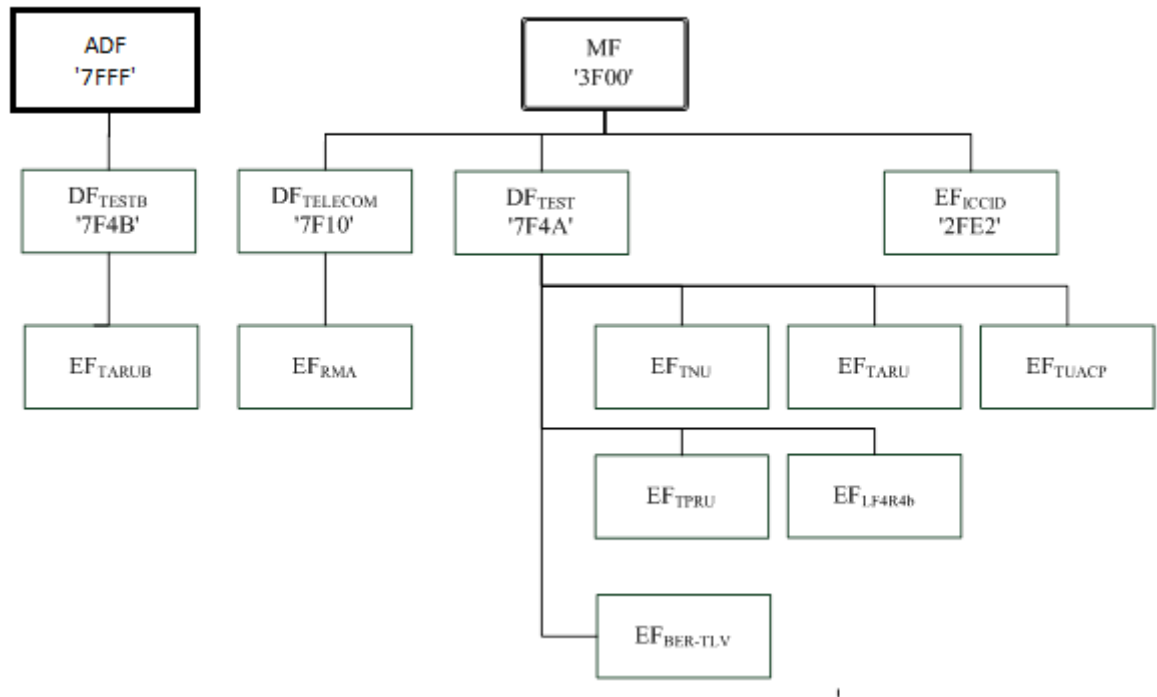 ADF
'7FFF'
MF
'3F00'
DFTESTB
'7F4B'
DFTELECOM
'7F10'
DFTEST
'7F4A'
EFICCID
'2FE2'
EFTARUB
EFRMA
EFTNU
EFTARU
EFTUACP
EFTPRU
EFLF4R4b
EFBER-TLV